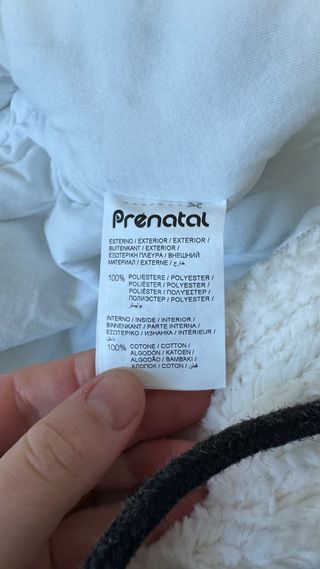 Prénatal
ESTERNO / EXTERIOR / EXTERIOR /
BUITENKANT / EXTERIOR /
ΕΞΩΤΕΡΙΚΗ ΠΛΕΥΡΑ / ВНЕШНИЙ
МАТЕРИАЛ / EXTERNE / خارج
100% POLIESTERE / POLYESTER /
POLIÉSTER / POLYESTER /
POLIÉSTER / ΠΟΛΥΕΣΤΕΡ /
ПОЛИЭСТЕР / POLYESTER /
بوليستر
INTERNO / INSIDE / INTERIOR /
BINNENKANT / PARTE INTERNA /
ΕΣΩΤΕΡΙΚΟ / ИЗНАНКА / INTÉRIEUR /
داخل
100% COTONE / COTTON /
ALGODÓN / KATOEN /
ALGODÃO / ΒΑΜΒΑΚΙ /
ХЛОПОК / COTON / قطن